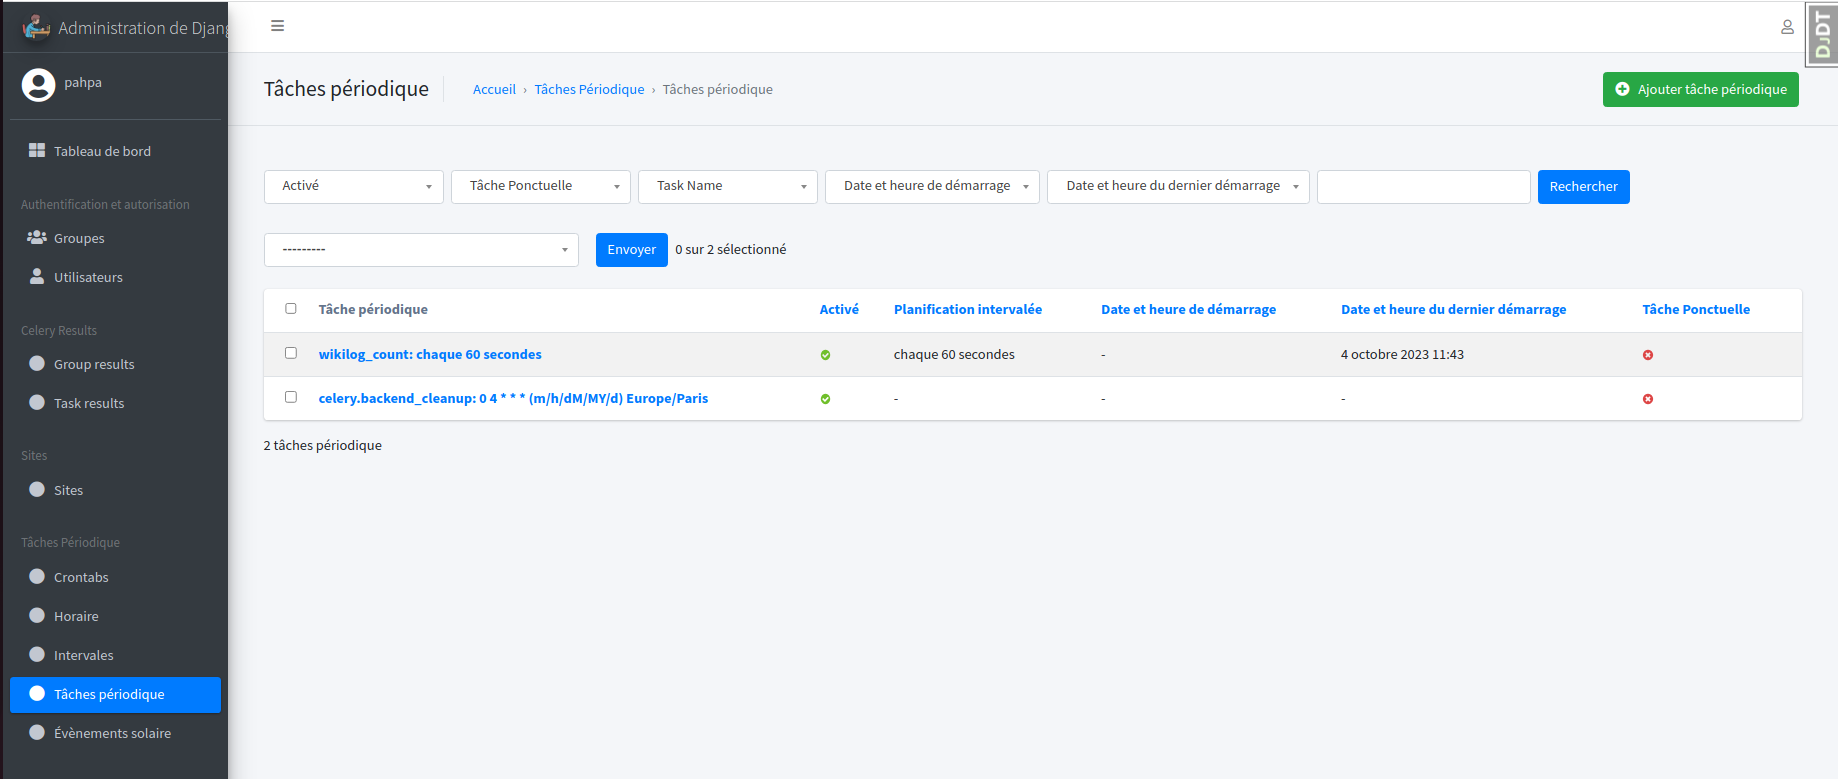 Administration de Djang
pahpa
Tableau de bord
Authentification et autorisation
Groupes
Utilisateurs
Celery Results
Group results
Task results
Sites
Sites
Tâches Périodique
Crontabs
Horaire
Intervales
Tâches périodique
Évènements solaire
DJDT
Tâches périodique
Accueil › Tâches Périodique › Tâches périodique
Ajouter tâche périodique
Activé Tâche Ponctuelle Task Name Date et heure de démarrage Date et heure du dernier démarrage Rechercher
--------- Envoyer 0 sur 2 sélectionné
Tâche périodique Activé Planification intervalée Date et heure de démarrage Date et heure du dernier démarrage Tâche Ponctuelle
wikilog_count: chaque 60 secondes chaque 60 secondes - 4 octobre 2023 11:43
celery.backend_cleanup: 0 4 * * * (m/h/dM/MY/d) Europe/Paris - - -
2 tâches périodique